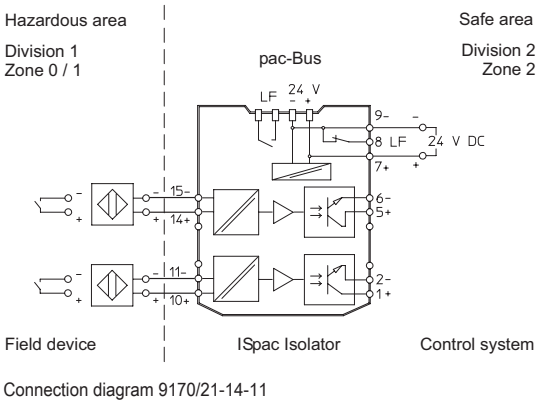 Hazardous area
Safe area
Division 1
Zone 0 / 1
Division 2
Zone 2
pac-Bus
LF 24 V
- +
9- -
8 LF 24 V DC
7+ +
- - 15- 6-
+ + 14+ 5+
- - 11- 2-
+ + 10+ 1+
Field device
ISpac Isolator
Control system
Connection diagram 9170/21-14-11